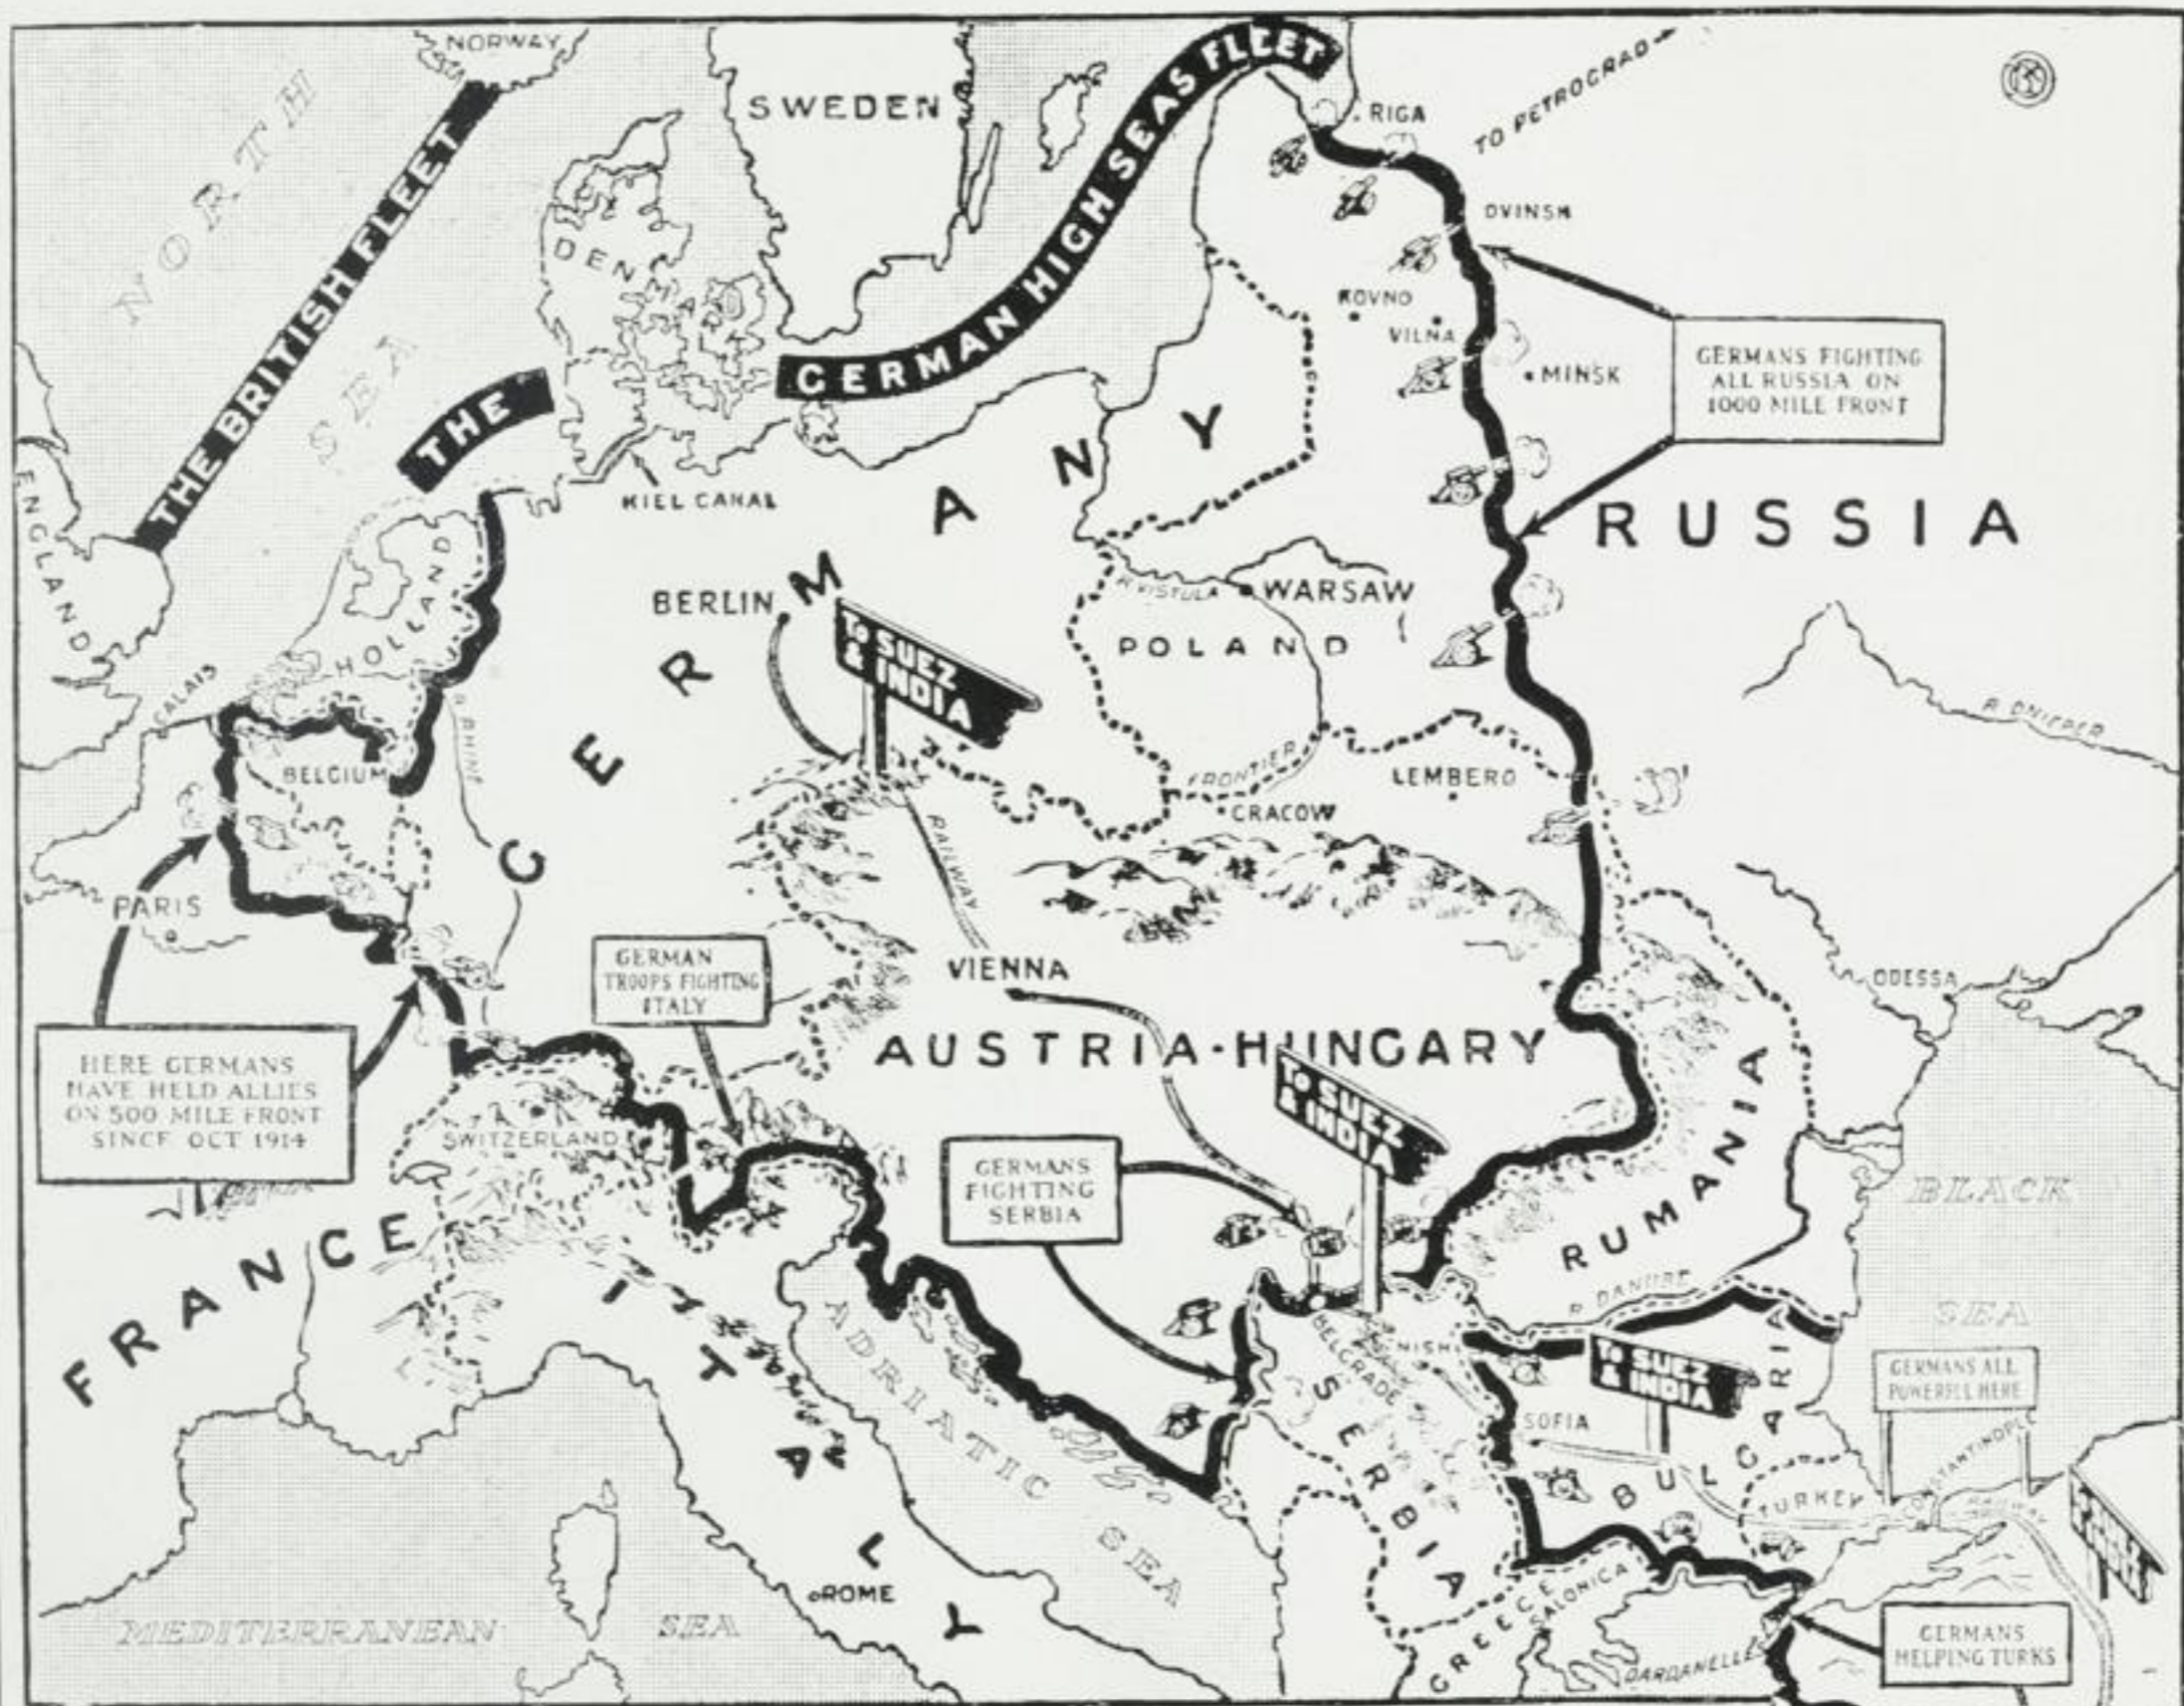 NORWAY
NORTH
SEA
THE BRITISH FLEET
SWEDEN
THE GERMAN HIGH SEAS FLEET
RIGA
TO PETROGRAD
DENMARK
DVINSK
KOVNO
VILNA
MINSK
GERMANS FIGHTING
ALL RUSSIA ON
1000 MILE FRONT
ENGLAND
KIEL CANAL
GERMANY
RUSSIA
HOLLAND
BERLIN
To SUEZ
& INDIA
R VISTULA
WARSAW
POLAND
CALAIS
R RHINE
R. DNIEPER
BELGIUM
FRONTIER
LEMBERG
CRACOW
RAILWAY
PARIS
GERMAN
TROOPS FIGHTING
ITALY
VIENNA
ODESSA
HERE GERMANS
HAVE HELD ALLIES
ON 500 MILE FRONT
SINCE OCT 1914
AUSTRIA-HUNGARY
To SUEZ
& INDIA
SWITZERLAND
GERMANS
FIGHTING
SERBIA
RUMANIA
BLACK
SEA
FRANCE
ITALY
ADRIATIC SEA
R DANUBE
BELGRADE
NISH
To SUEZ
& INDIA
GERMANS ALL
POWERFUL HERE
SERBIA
SOFIA
BULGARIA
CONSTANTINOPLE
TURKEY
RAILWAY
ROME
GREECE
SALONICA
MEDITERRANEAN SEA
DARDANELLES
GERMANS
HELPING TURKS